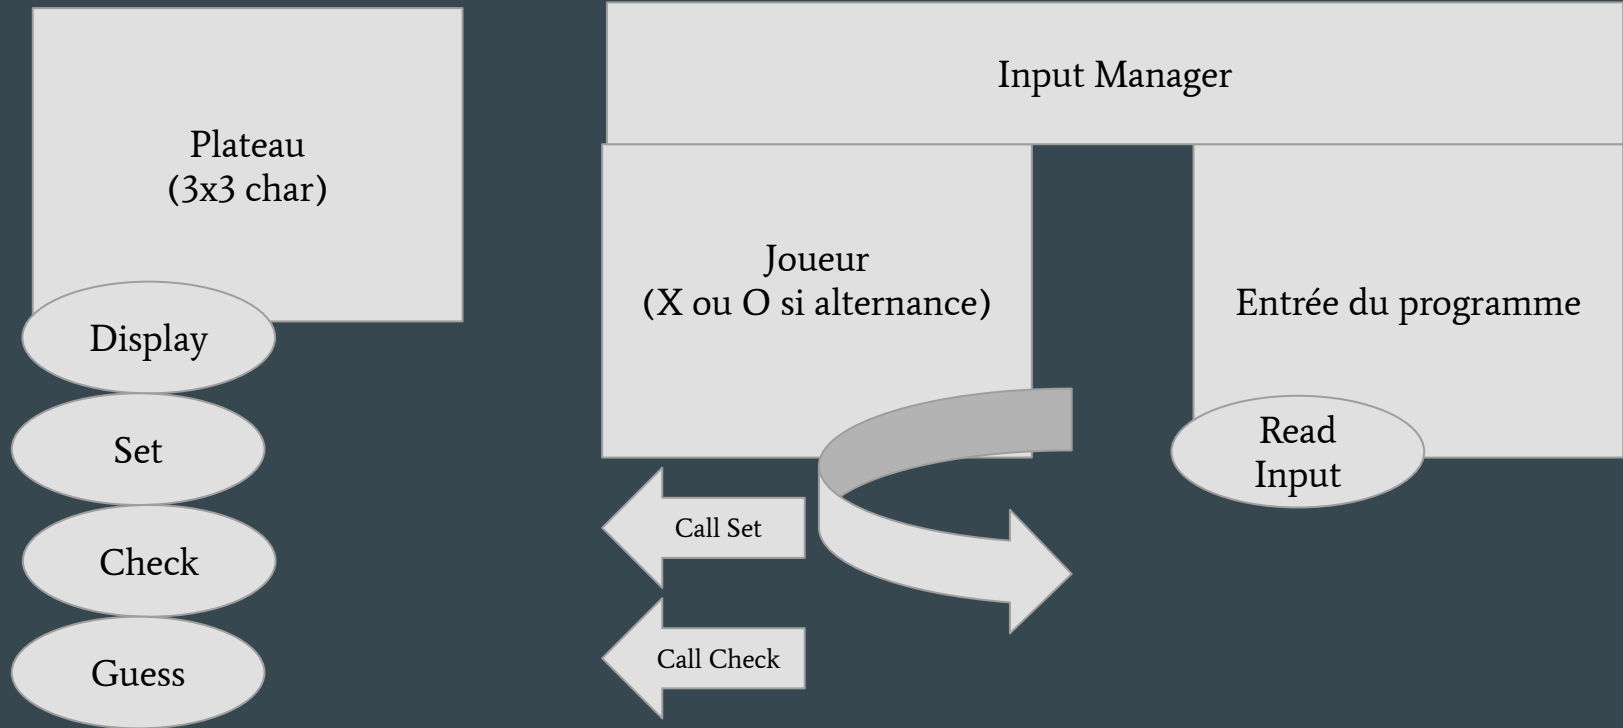 Plateau
(3x3 char)
Display
Set
Check
Guess
Input Manager
Joueur
(X ou O si alternance)
Entrée du programme
Read
Input
Call Set
Call Check